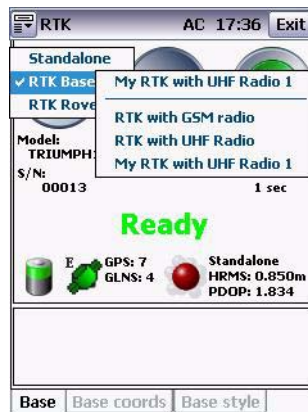 RTK AC 17:36 Exit
Standalone
RTK Base
RTK Rove
My RTK with UHF Radio 1
RTK with GSM radio
RTK with UHF Radio
My RTK with UHF Radio 1
Model:
TRIUMPH
S/N:
00013
1 sec
Ready
E GPS: 7
GLNS: 4
Standalone
HRMS: 0.850m
PDOP: 1.834
Base Base coords Base style